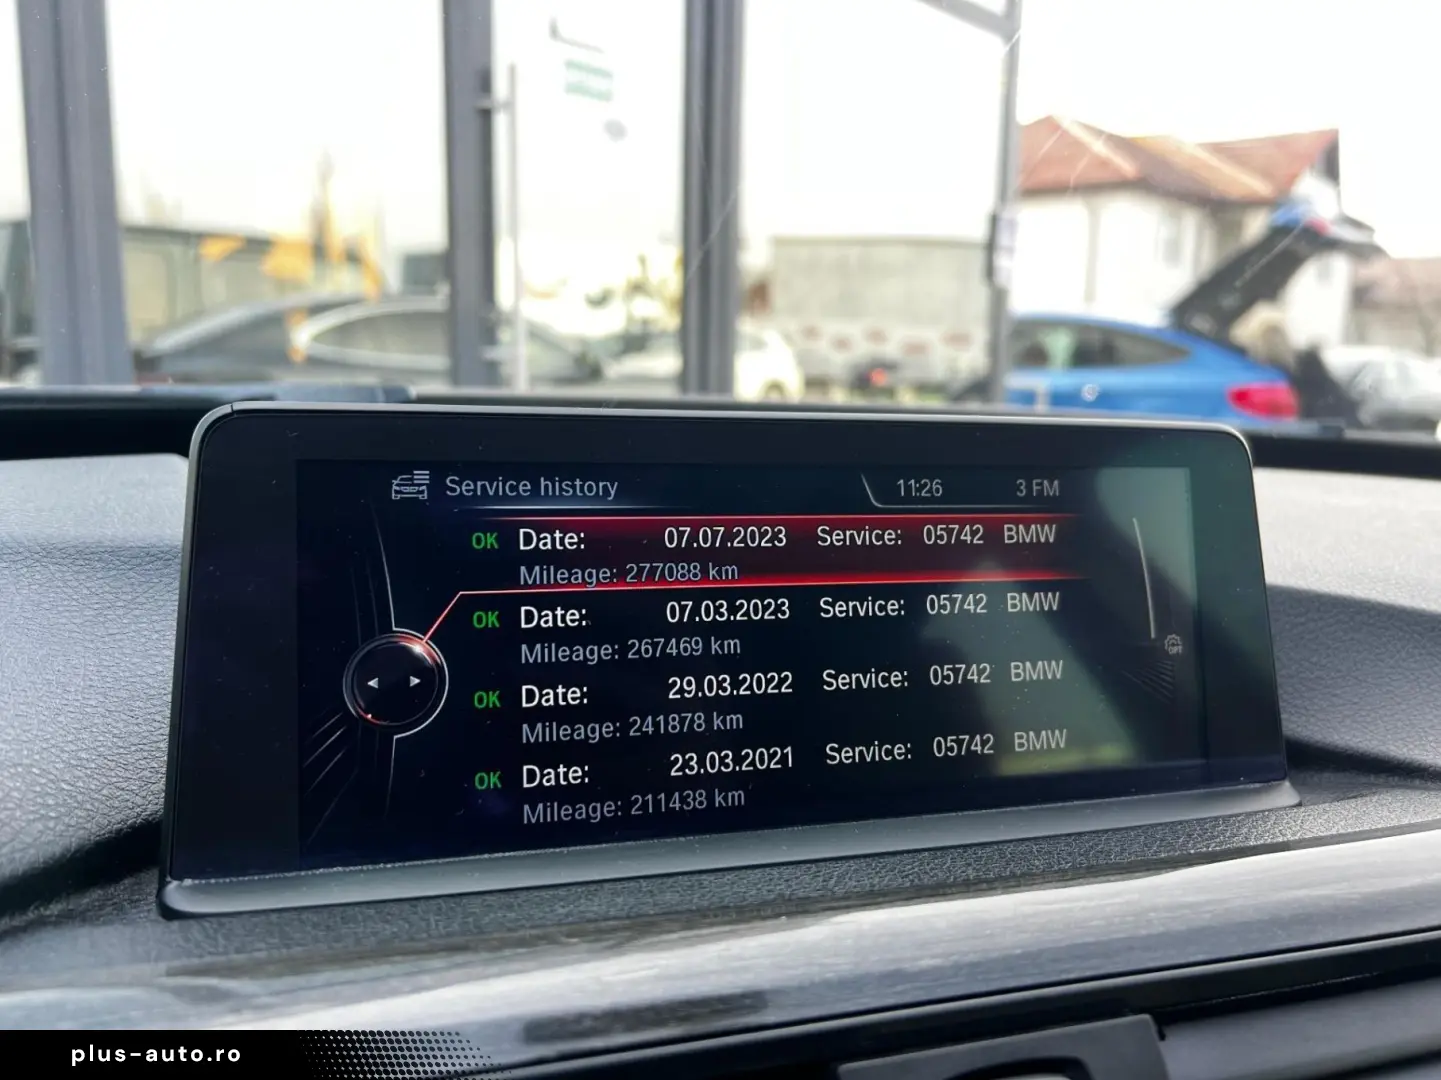 Service history 11:26 3 FM
OK Date: 07.07.2023 Service: 05742 BMW
Mileage: 277088 km
OK Date: 07.03.2023 Service: 05742 BMW
Mileage: 267469 km
OK Date: 29.03.2022 Service: 05742 BMW
Mileage: 241878 km
OK Date: 23.03.2021 Service: 05742 BMW
Mileage: 211438 km
OPT
plus-auto.ro